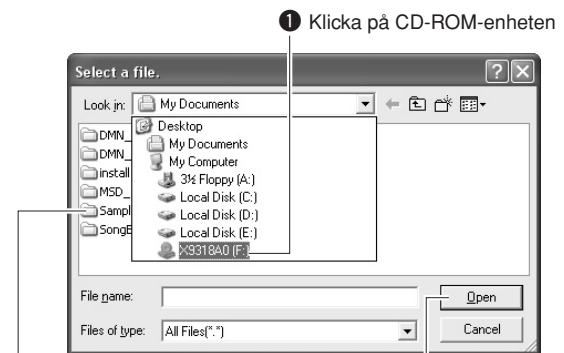 ❶ Klicka på CD-ROM-enheten
Select a file.
Look in: My Documents
Desktop
My Documents
My Computer
3½ Floppy (A:)
Local Disk (C:)
Local Disk (D:)
Local Disk (E:)
X9318A0 (F:)
DMN_
DMN_
install
MSD_
Sampl
File name:
Open
Files of type: All Files(*.*)
Cancel